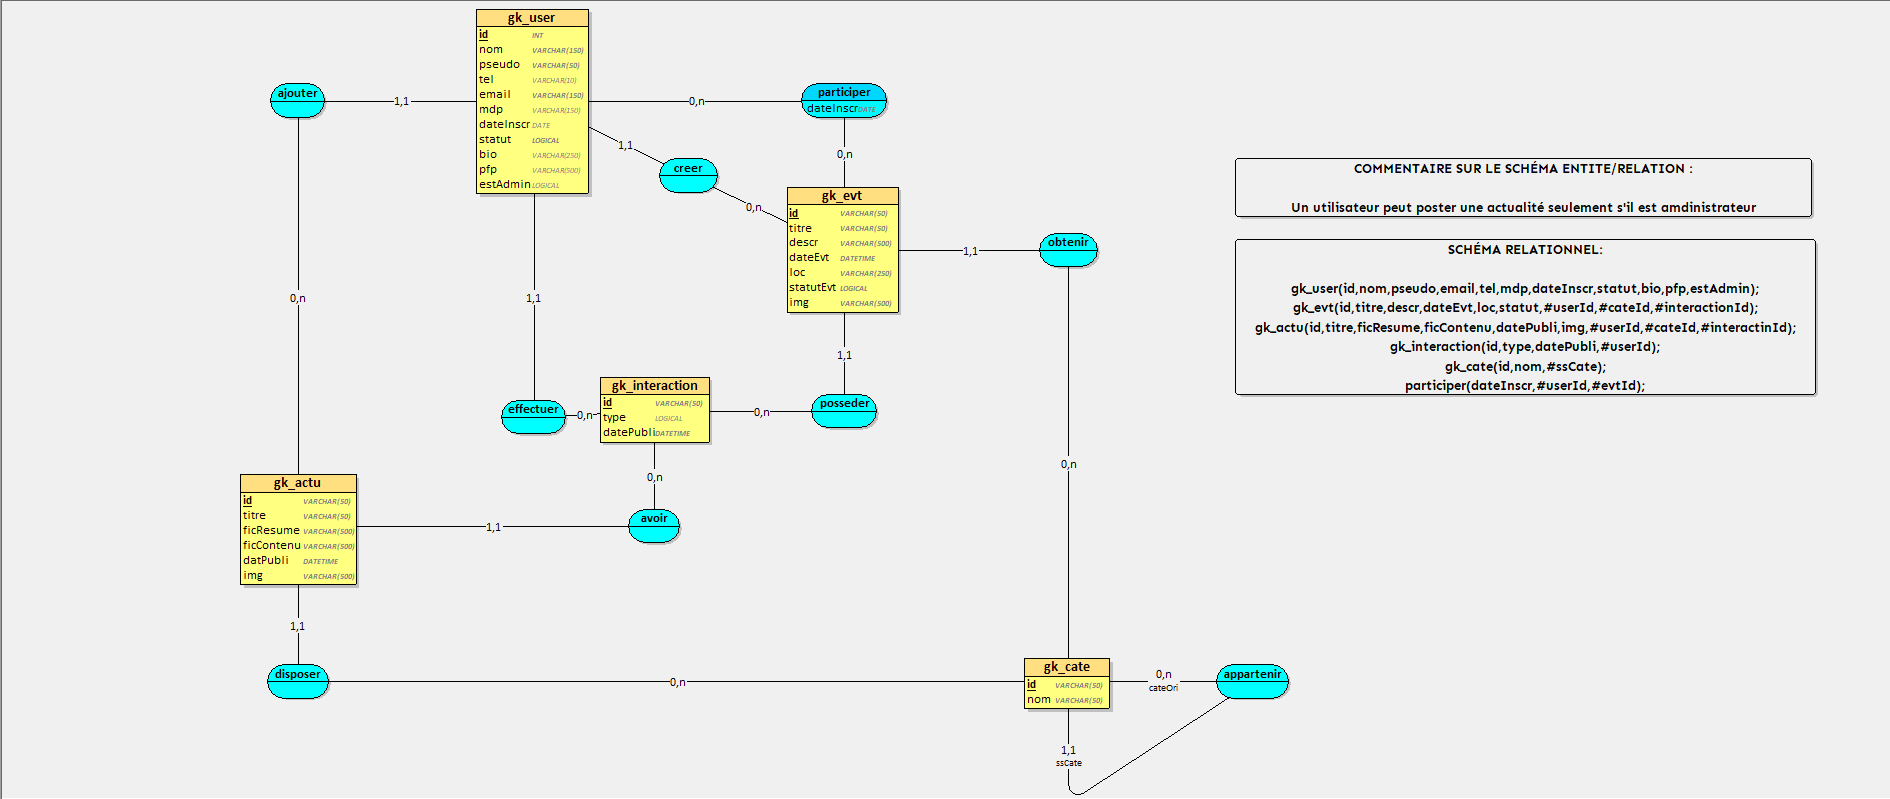 gk_user
id INT
nom VARCHAR(150)
pseudo VARCHAR(50)
tel VARCHAR(10)
email VARCHAR(150)
mdp VARCHAR(150)
dateInscr DATE
statut LOGICAL
bio VARCHAR(250)
pfp VARCHAR(500)
estAdmin LOGICAL
ajouter
1,1
0,n
participer
dateInscr DATE
0,n
1,1
creer
0,n
gk_evt
id VARCHAR(50)
titre VARCHAR(50)
descr VARCHAR(500)
dateEvt DATETIME
loc VARCHAR(250)
statutEvt LOGICAL
img VARCHAR(500)
1,1
obtenir
COMMENTAIRE SUR LE SCHÉMA ENTITE/RELATION :
Un utilisateur peut poster une actualité seulement s'il est amdinistrateur
SCHÉMA RELATIONNEL:
gk_user(id,nom,pseudo,email,tel,mdp,dateInscr,statut,bio,pfp,estAdmin);
gk_evt(id,titre,descr,dateEvt,loc,statut,#userId,#cateId,#interactionId);
gk_actu(id,titre,ficResume,ficContenu,datePubli,img,#userId,#cateId,#interactinId);
gk_interaction(id,type,datePubli,#userId);
gk_cate(id,nom,#ssCate);
participer(dateInscr,#userId,#evtId);
0,n
1,1
1,1
effectuer
0,n
gk_interaction
id VARCHAR(50)
type LOGICAL
datePubli DATETIME
0,n
posseder
0,n
0,n
gk_actu
id VARCHAR(50)
titre VARCHAR(50)
ficResume VARCHAR(500)
ficContenu VARCHAR(500)
datPubli DATETIME
img VARCHAR(500)
1,1
avoir
1,1
disposer
0,n
gk_cate
id VARCHAR(50)
nom VARCHAR(50)
0,n
cateOri
appartenir
1,1
ssCate